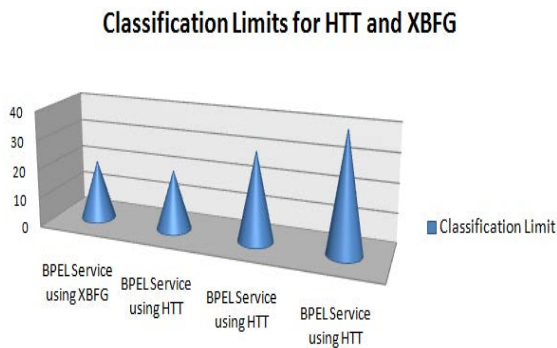 Classification Limits for HTT and XBFG
40
30
20
10
0
BPEL Service
using XBFG
BPEL Service
using HTT
BPEL Service
using HTT
BPEL Service
using HTT
Classification Limit